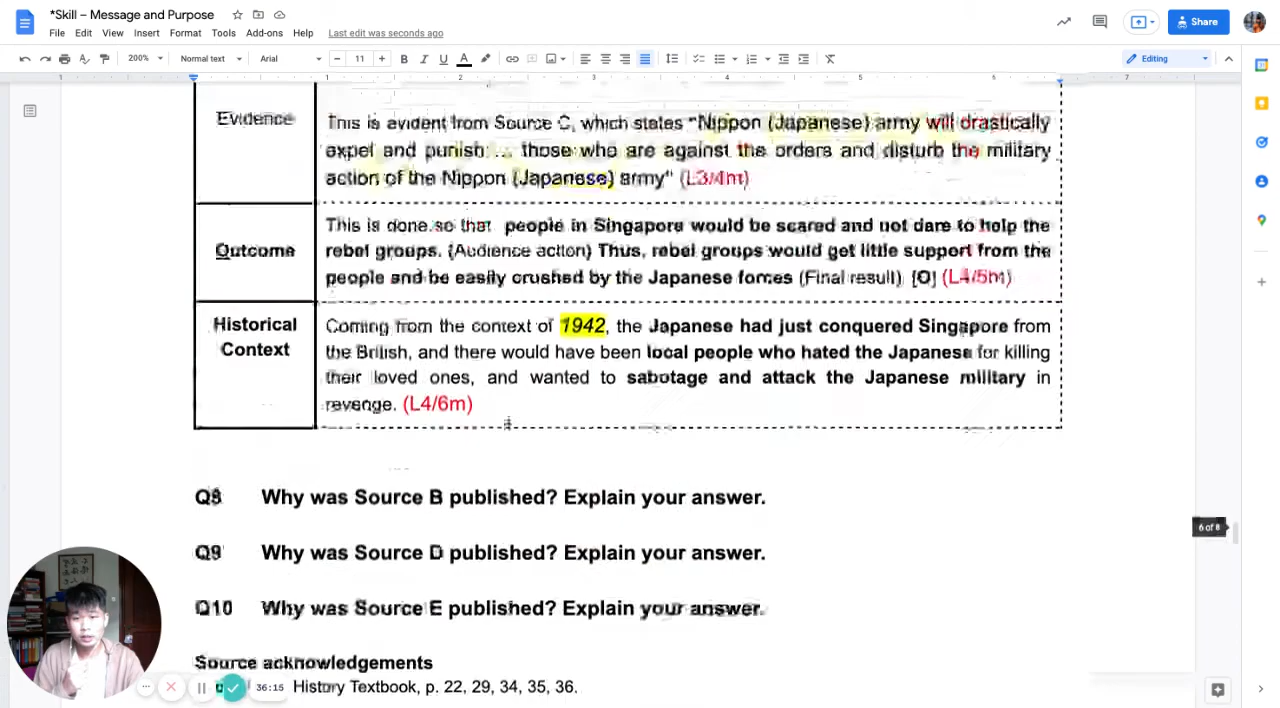 *Skill – Message and Purpose
File Edit View Insert Format Tools Add-ons Help Last edit was seconds ago
Share
200% Normal text Arial 11 Editing
1 1 2 3 4 5 6 7
Evidence
This is evident from Source C, which states "Nippon (Japanese) army will drastically
expel and punish ... those who are against the orders and disturb the military
action of the Nippon (Japanese) army" (L3/4m)
Outcome
This is done so that people in Singapore would be scared and not dare to help the
rebel groups. (Audience action) Thus, rebel groups would get little support from the
people and be easily crushed by the Japanese forces (Final result) [O] (L4/5m)
Historical
Context
Coming from the context of 1942, the Japanese had just conquered Singapore from
the British, and there would have been local people who hated the Japanese for killing
their loved ones, and wanted to sabotage and attack the Japanese military in
revenge. (L4/6m)
Q8 Why was Source B published? Explain your answer.
Q9 Why was Source D published? Explain your answer.
Q10 Why was Source E published? Explain your answer.
Source acknowledgements
History Textbook, p. 22, 29, 34, 35, 36.
6 of 8
36:15